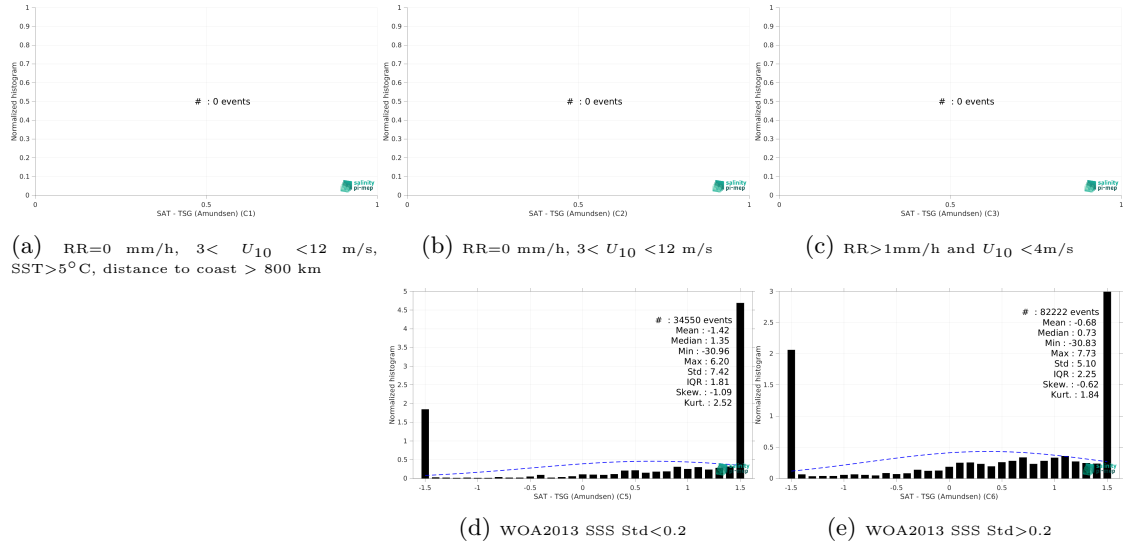 1
0.9
0.8
0.7
0.6
0.5
0.4
0.3
0.2
0.1
0
Normalized histogram
# : 0 events
salinity
pi-mep
0 0.5 1
SAT - TSG (Amundsen) (C1)
1
0.9
0.8
0.7
0.6
0.5
0.4
0.3
0.2
0.1
0
Normalized histogram
# : 0 events
salinity
pi-mep
0 0.5 1
SAT - TSG (Amundsen) (C2)
1
0.9
0.8
0.7
0.6
0.5
0.4
0.3
0.2
0.1
0
Normalized histogram
# : 0 events
salinity
pi-mep
0 0.5 1
SAT - TSG (Amundsen) (C3)
(a) RR=0 mm/h, 3< U10 <12 m/s,
SST>5°C, distance to coast > 800 km
(b) RR=0 mm/h, 3< U10 <12 m/s
(c) RR>1mm/h and U10 <4m/s
5
4.5
4
3.5
3
2.5
2
1.5
1
0.5
0
Normalized histogram
# : 34550 events
Mean : -1.42
Median : 1.35
Min : -30.96
Max : 6.20
Std : 7.42
IQR : 1.81
Skew. : -1.09
Kurt. : 2.52
salinity
pi-mep
-1.5 -1 -0.5 0 0.5 1 1.5
SAT - TSG (Amundsen) (C5)
3
2.5
2
1.5
1
0.5
0
Normalized histogram
# : 82222 events
Mean : -0.68
Median : 0.73
Min : -30.83
Max : 7.73
Std : 5.10
IQR : 2.25
Skew. : -0.62
Kurt. : 1.84
salinity
pi-mep
-1.5 -1 -0.5 0 0.5 1 1.5
SAT - TSG (Amundsen) (C6)
(d) WOA2013 SSS Std<0.2
(e) WOA2013 SSS Std>0.2